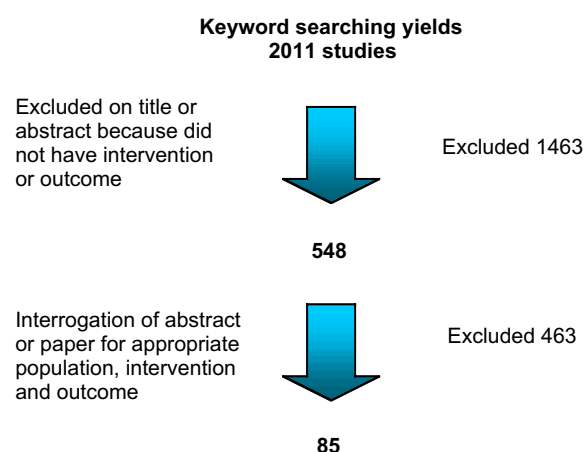 Keyword searching yields
2011 studies
Excluded on title or
abstract because did
not have intervention
or outcome
Excluded 1463
548
Interrogation of abstract
or paper for appropriate
population, intervention
and outcome
Excluded 463
85